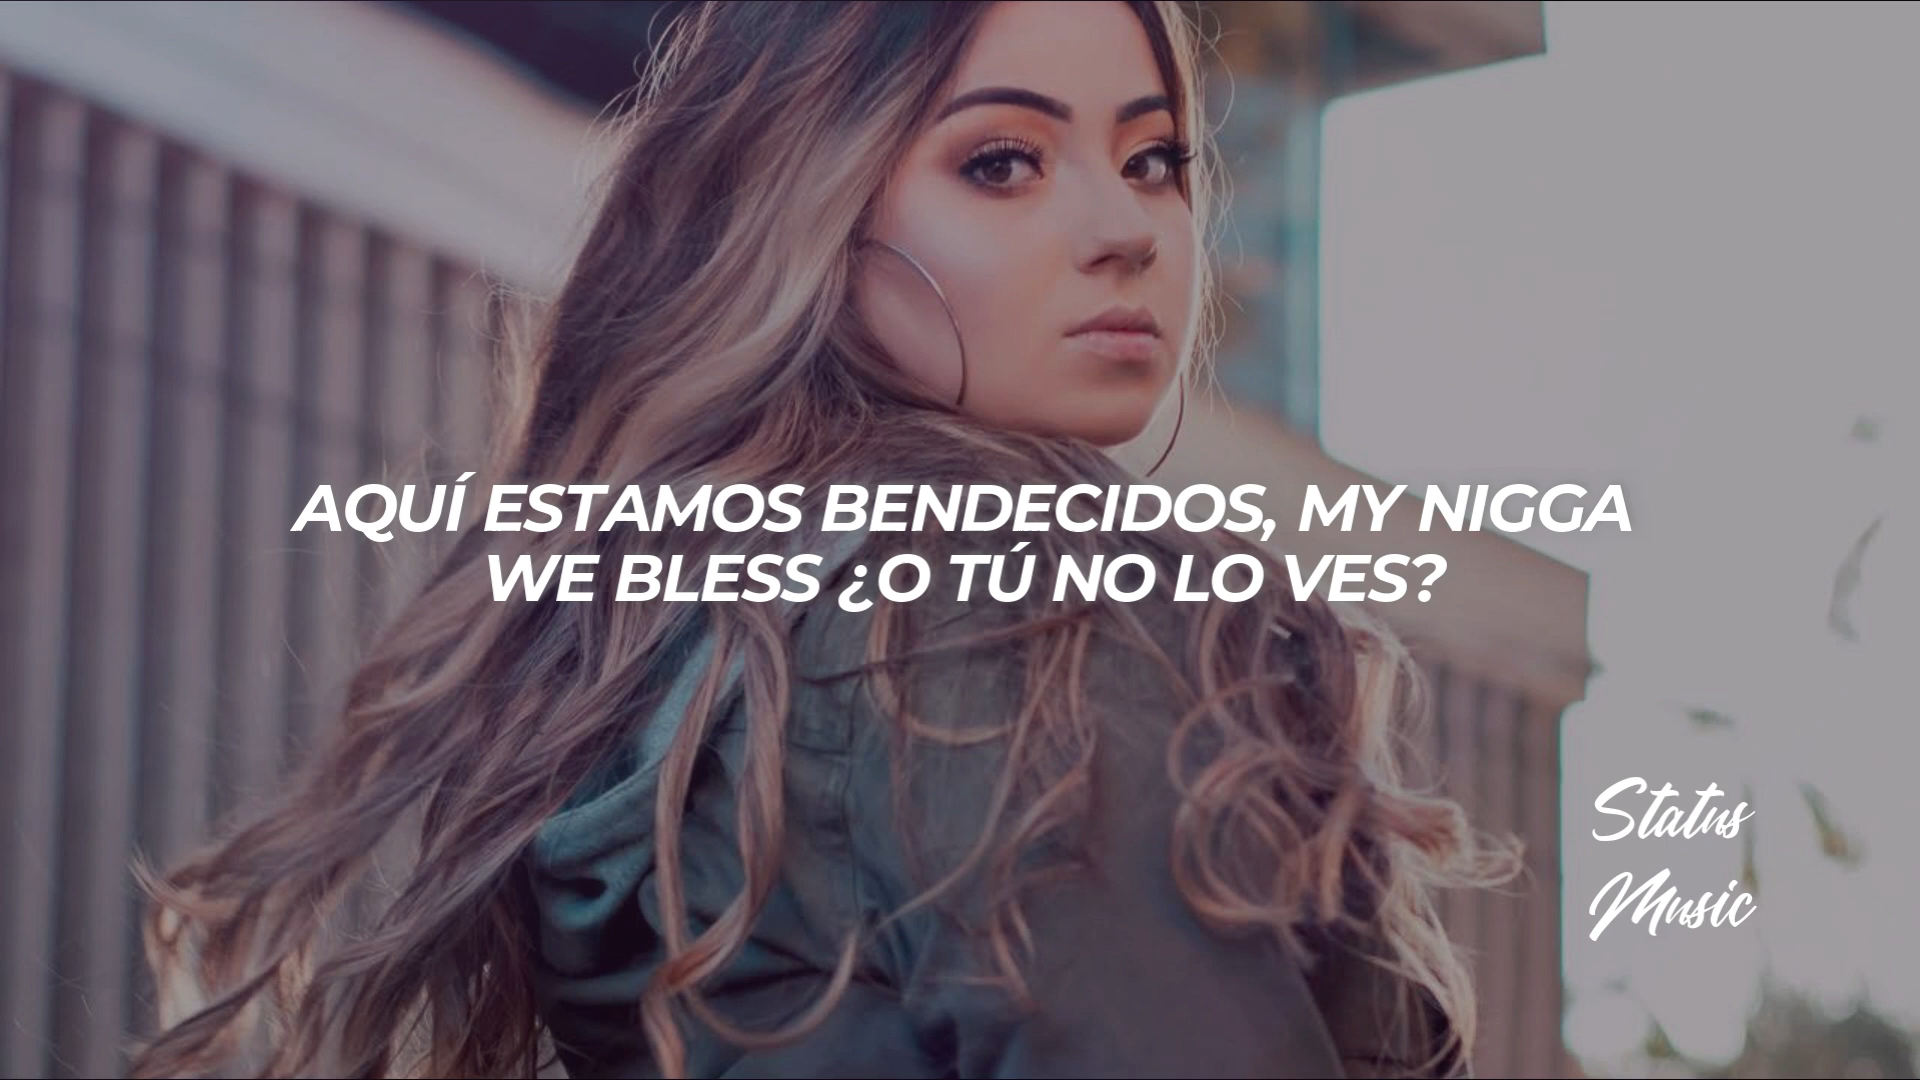 AQUÍ ESTAMOS BENDECIDOS, MY NIGGA
WE BLESS ¿O TÚ NO LO VES?
Status
Music